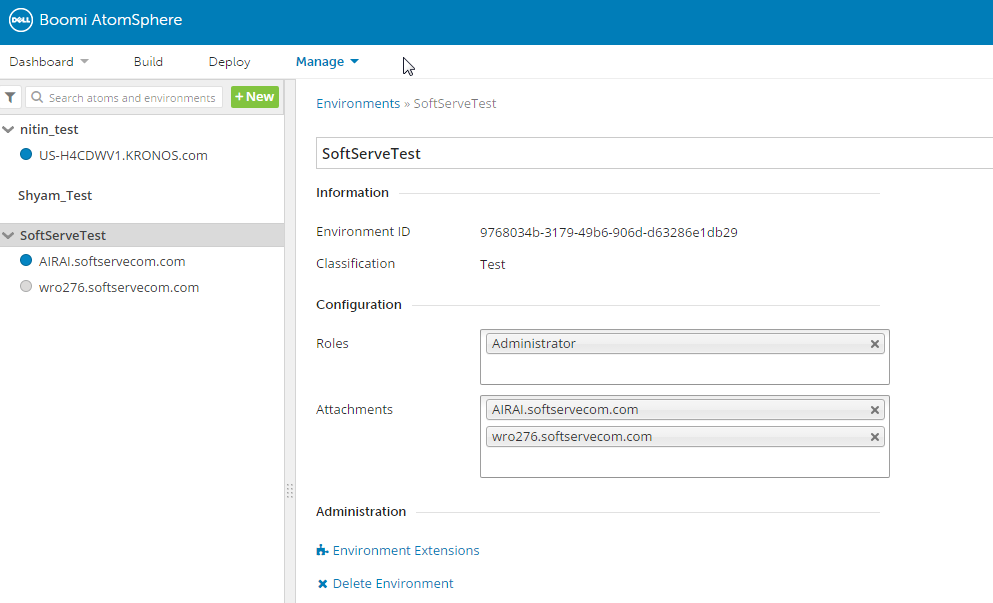 DELL Boomi AtomSphere
Dashboard Build Deploy Manage
Search atoms and environments + New
nitin_test
US-H4CDWV1.KRONOS.com
Shyam_Test
SoftServeTest
AIRAI.softservecom.com
wro276.softservecom.com
Environments » SoftServeTest
SoftServeTest
Information
Environment ID 9768034b-3179-49b6-906d-d63286e1db29
Classification Test
Configuration
Roles Administrator
Attachments AIRAI.softservecom.com
wro276.softservecom.com
Administration
Environment Extensions
Delete Environment